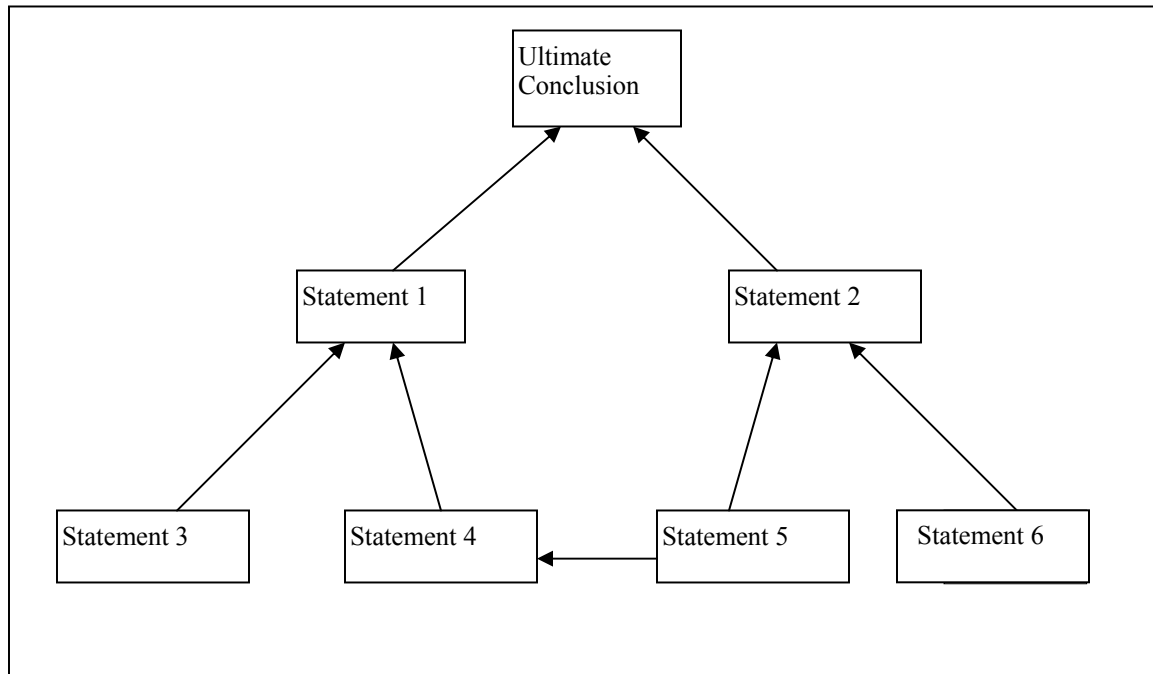 Ultimate
Conclusion
Statement 1
Statement 2
Statement 3
Statement 4
Statement 5
Statement 6